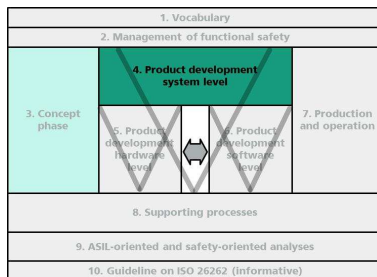 1. Vocabulary
2. Management of functional safety
3. Concept
phase
4. Product development
system level
7. Production
and operation
5. Product
development
hardware
level
6. Product
development
software
level
8. Supporting processes
9. ASIL-oriented and safety-oriented analyses
10. Guideline on ISO 26262 (informative)